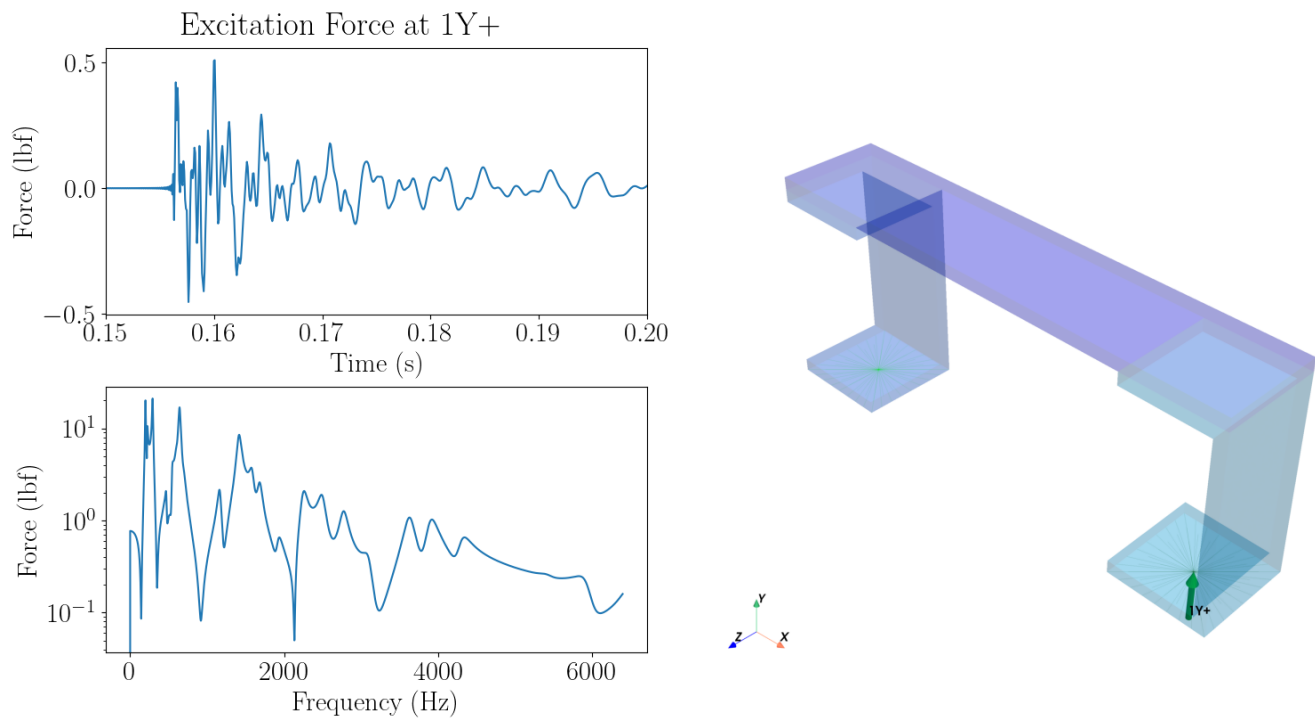 Excitation Force at 1Y+
0.5
0.0
−0.5
Force (lbf)
0.15 0.16 0.17 0.18 0.19 0.20
Time (s)
10¹
10⁰
10⁻¹
Force (lbf)
0 2000 4000 6000
Frequency (Hz)
Y
Z X
1Y+